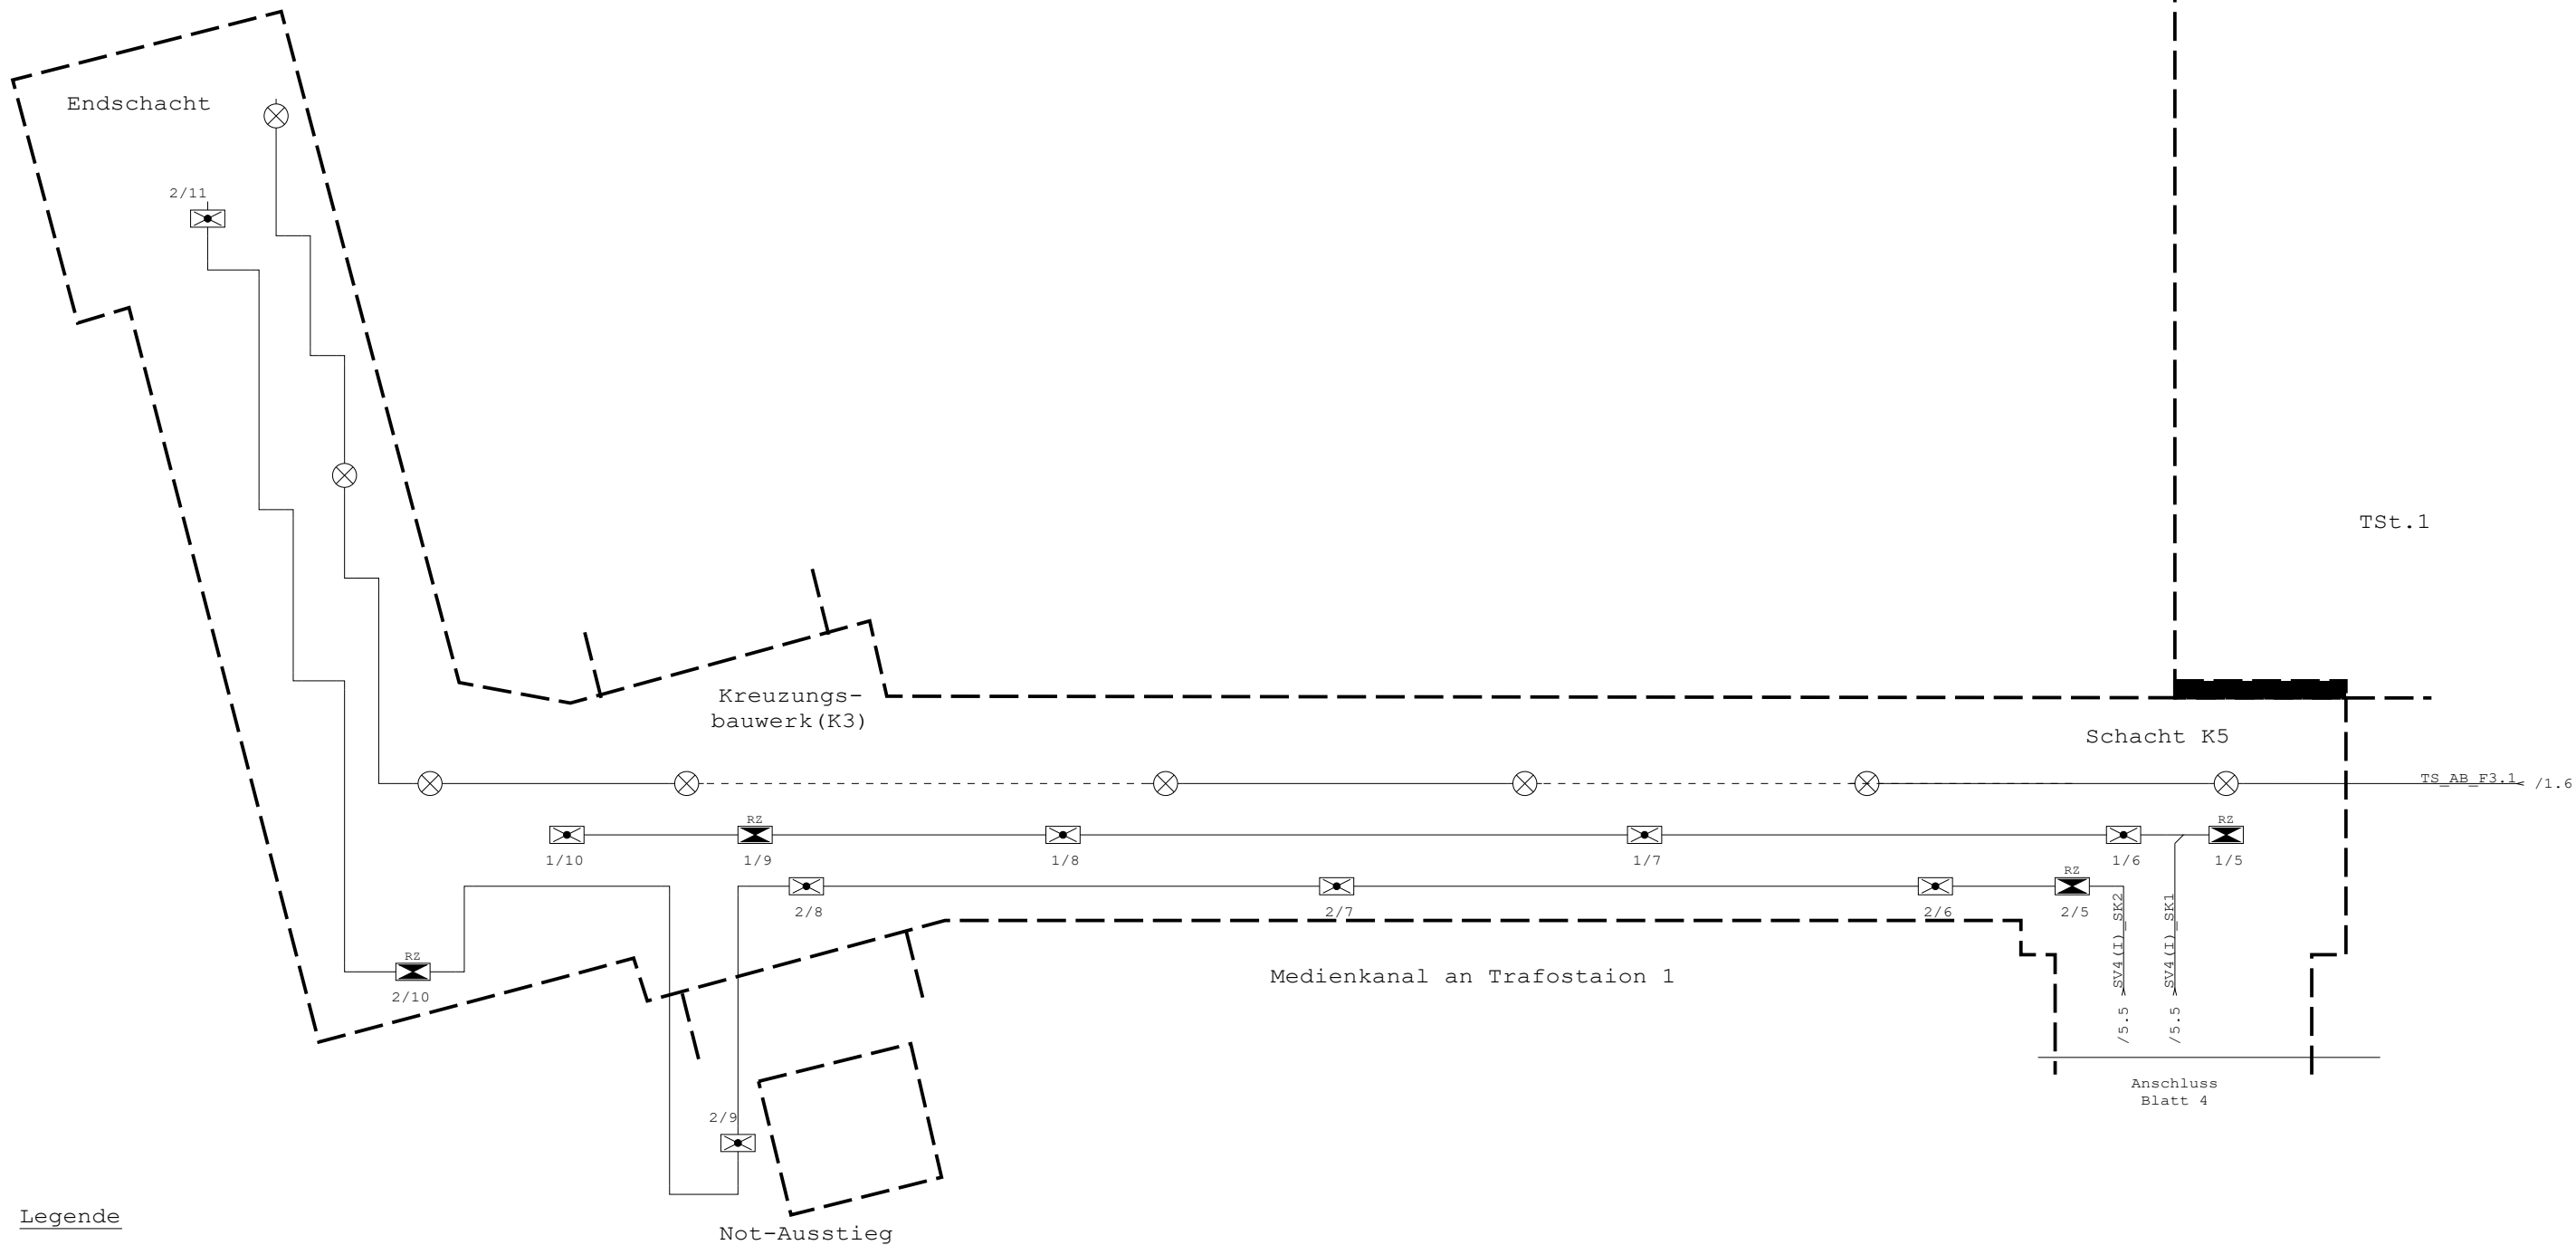 Endschacht
2/11
TSt.1
Kreuzungs-
bauwerk(K3)
Schacht K5
TS_AB_F3.1
/1.6
RZ
RZ
1/10
1/9
1/8
1/7
1/6
1/5
RZ
2/8
2/7
2/6
2/5
SV4(I)_SK2
SV4(I)_SK1
RZ
2/10
Medienkanal an Trafostaion 1
/5.5
/5.5
Anschluss
Blatt 4
2/9
Legende
Not-Ausstieg